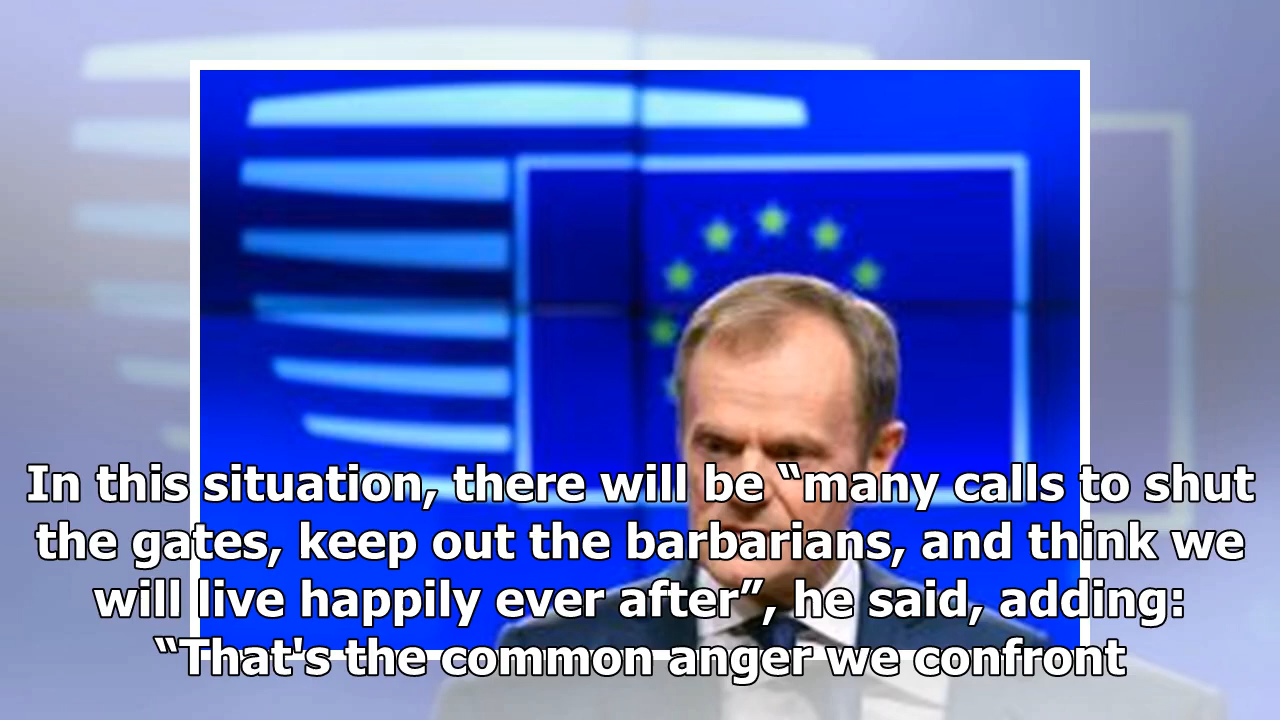 In this situation, there will be “many calls to shut
the gates, keep out the barbarians, and think we
will live happily ever after”, he said, adding:
“That's the common anger we confront